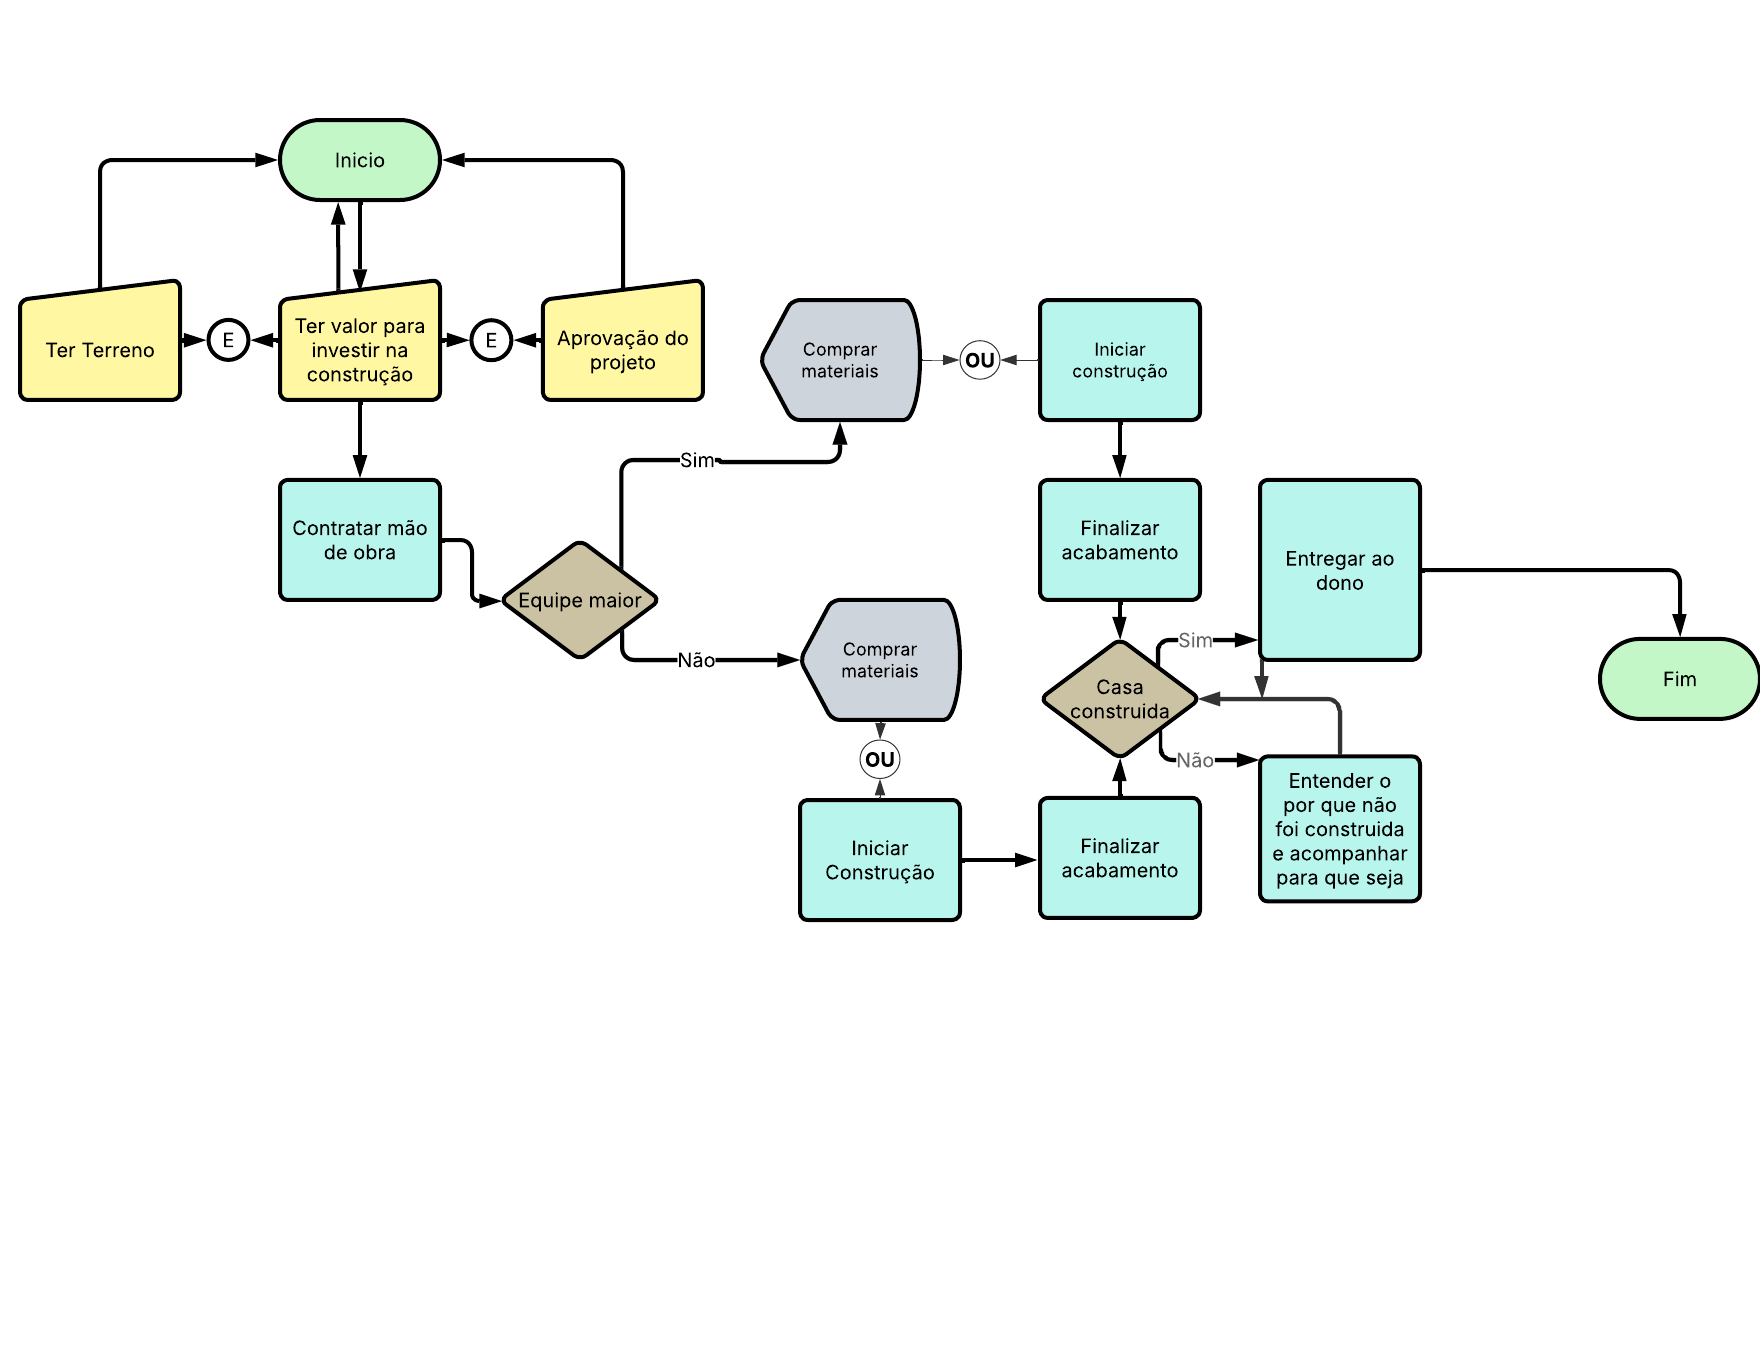 Inicio
Ter Terreno
E
Ter valor para
investir na
construção
E
Aprovação do
projeto
Comprar
materiais
OU
Iniciar
construção
Sim
Contratar mão
de obra
Equipe maior
Não
Finalizar
acabamento
Entregar ao
dono
Sim
Comprar
materiais
Casa
construida
Fim
OU
Não
Iniciar
Construção
Finalizar
acabamento
Entender o
por que não
foi construida
e acompanhar
para que seja